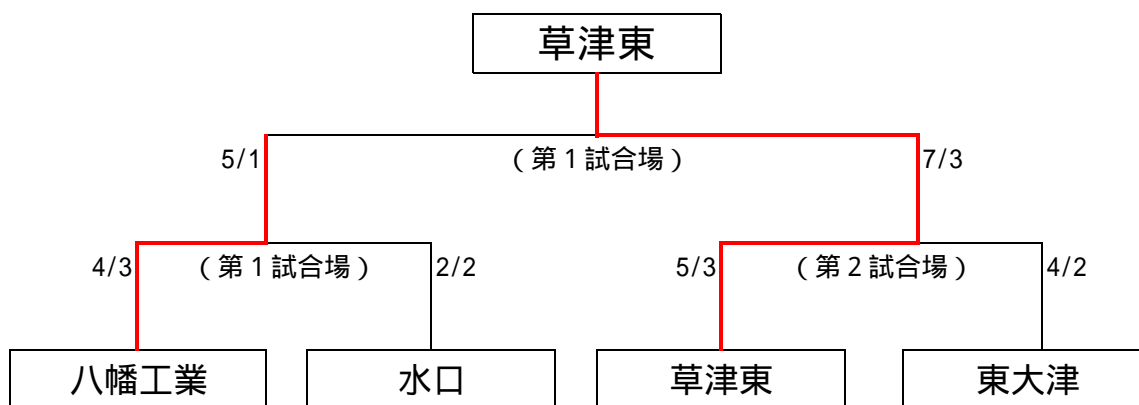 草津東
5/1
(第1試合場)
7/3
4/3
(第1試合場)
2/2
5/3
(第2試合場)
4/2
八幡工業
水口
草津東
東大津